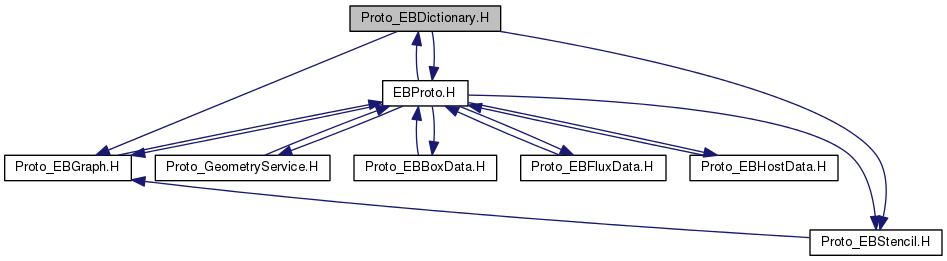 Proto_EBDictionary.H
EBProto.H
Proto_EBGraph.H
Proto_GeometryService.H
Proto_EBBoxData.H
Proto_EBFluxData.H
Proto_EBHostData.H
Proto_EBStencil.H